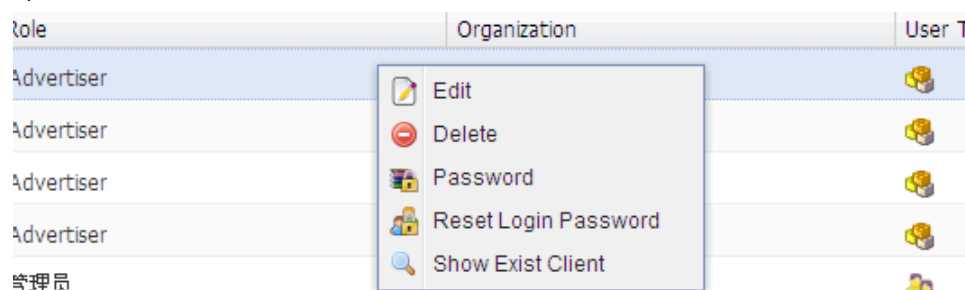 Role Organization User T
Advertiser
Edit
Advertiser
Delete
Advertiser
Password
Advertiser
Reset Login Password
Show Exist Client
管理员